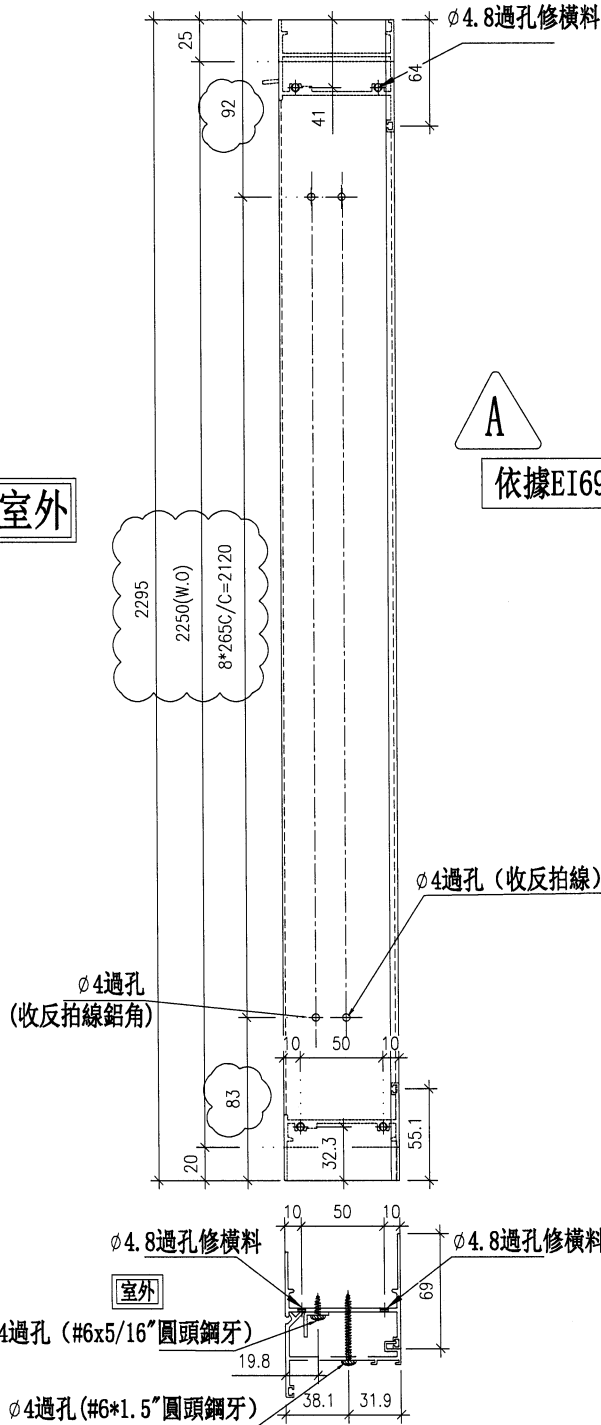 Ø4.8過孔修橫料
25
64
92
41
A
依據EI69
室外
2295
2250(W.O)
8*265C/C=2120
Ø4過孔（收反拍線）
Ø4過孔
(收反拍線鋁角)
10 50 10
83
55.1
32.3
20
10 50 10
Ø4.8過孔修橫料
Ø4.8過孔修橫料
室外
69
4過孔（#6x5/16"圓頭鋼牙）
19.8
Ø4過孔(#6*1.5"圓頭鋼牙)
38.1 31.9